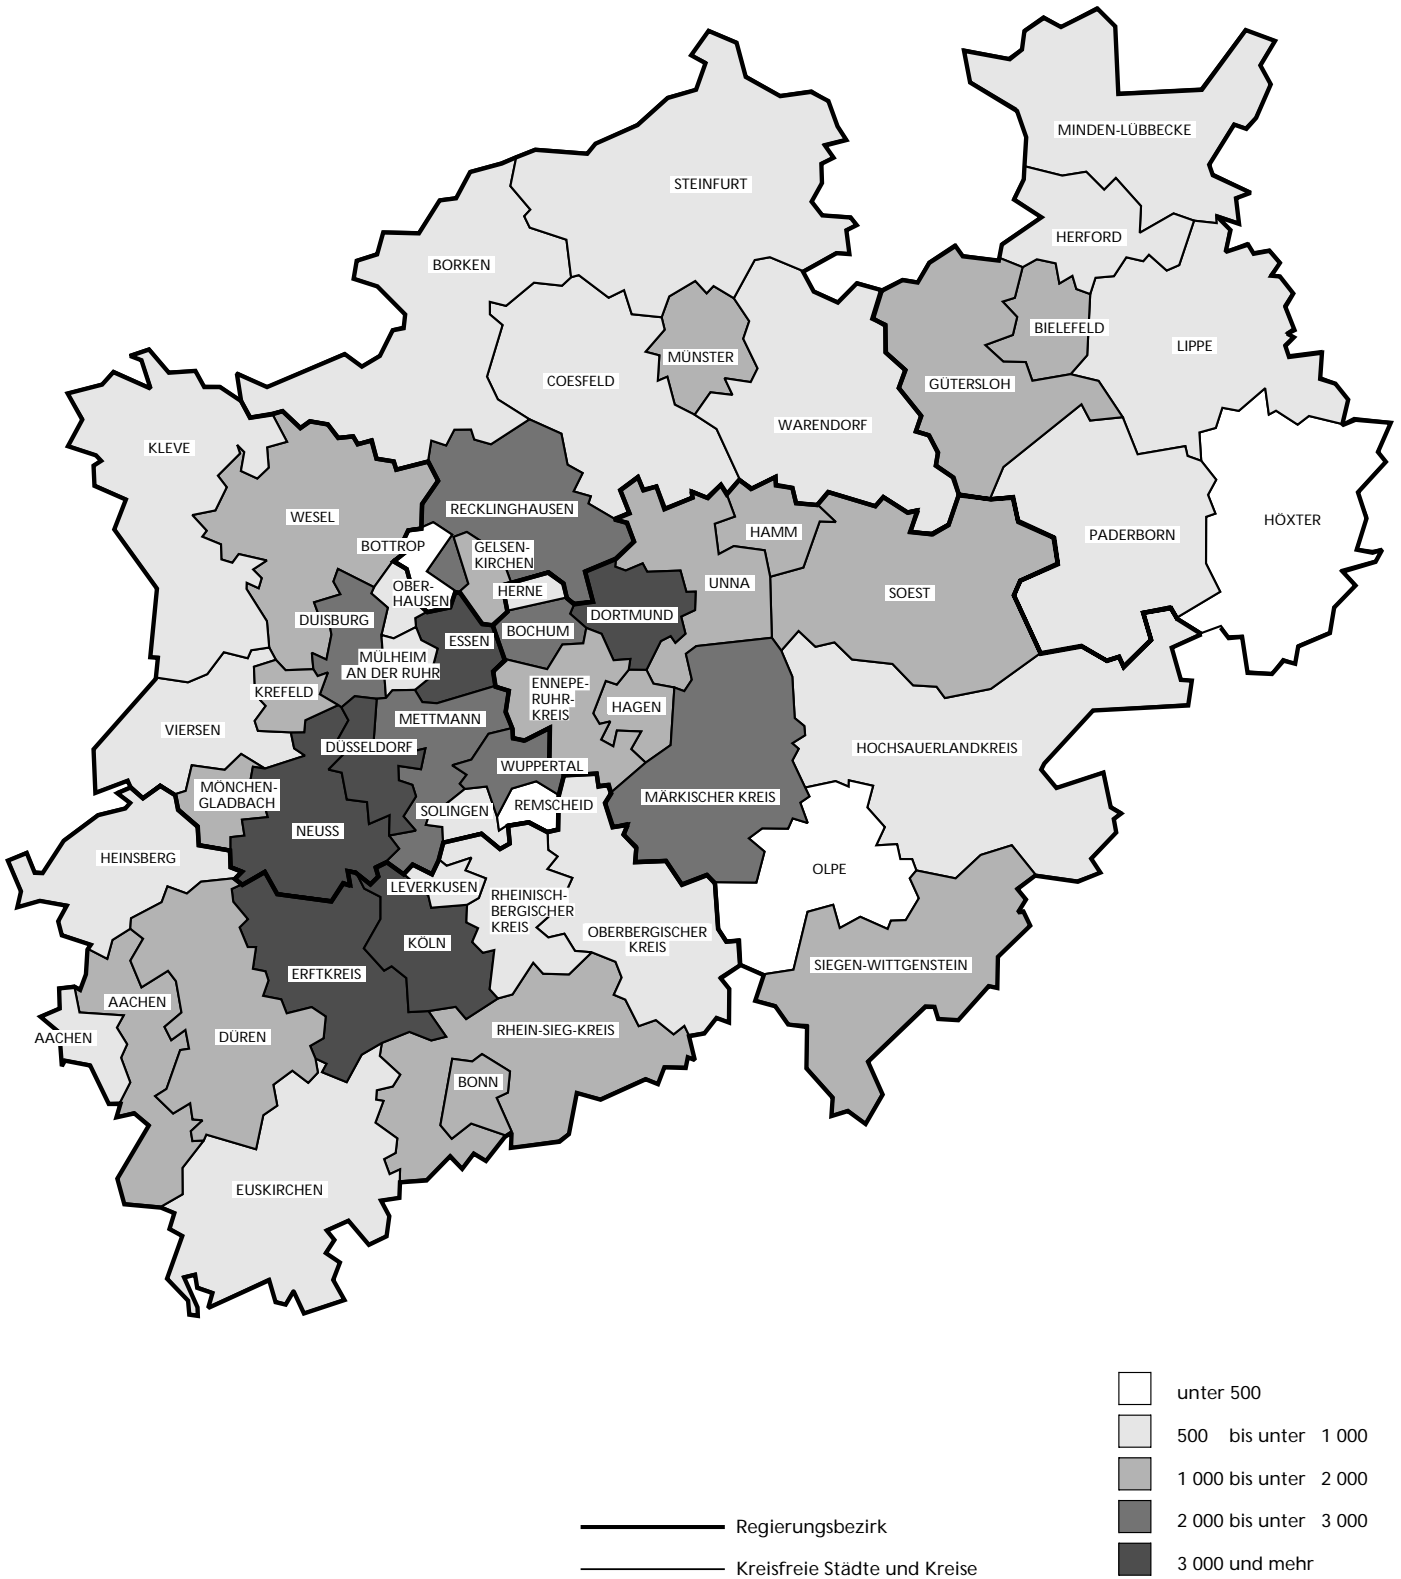 MINDEN-LÜBBECKE
STEINFURT
HERFORD
BORKEN
BIELEFELD
LIPPE
MÜNSTER
COESFELD
GÜTERSLOH
WARENDORF
KLEVE
RECKLINGHAUSEN
WESEL
HÖXTER
HAMM
PADERBORN
BOTTROP
GELSEN-
KIRCHEN
UNNA
OBER-
HAUSEN
HERNE
SOEST
DORTMUND
DUISBURG
BOCHUM
ESSEN
MÜLHEIM
AN DER RUHR
KREFELD
ENNEPE-
RUHR-
KREIS
HAGEN
METTMANN
VIERSEN
DÜSSELDORF
HOCHSAUERLANDKREIS
WUPPERTAL
MÖNCHEN-
GLADBACH
MÄRKISCHER KREIS
REMSCHEID
SOLINGEN
NEUSS
HEINSBERG
OLPE
LEVERKUSEN
RHEINISCH-
BERGISCHER
KREIS
OBERBERGISCHER
KREIS
KÖLN
SIEGEN-WITTGENSTEIN
ERFTKREIS
AACHEN
RHEIN-SIEG-KREIS
AACHEN
DÜREN
BONN
EUSKIRCHEN
unter 500
500 bis unter 1 000
1 000 bis unter 2 000
2 000 bis unter 3 000
3 000 und mehr
Regierungsbezirk
Kreisfreie Städte und Kreise